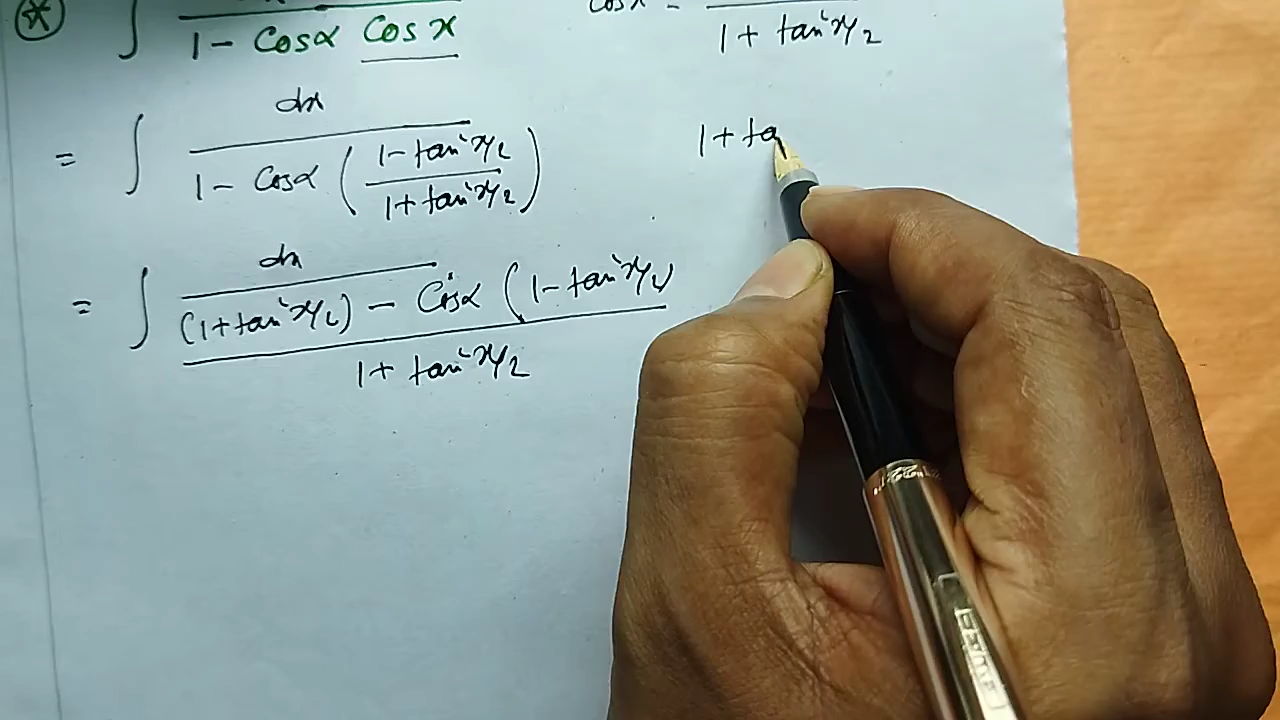 ∫ 1 - Cosα Cos x
Cosx = 1 + tan²x/2
= ∫ dx / 1 - Cosα ( 1 - tan²x/2 / 1 + tan²x/2 )
1 + ta
= ∫ dx / (1 + tan²x/2) - Cosα (1 - tan²x/2) / 1 + tan²x/2